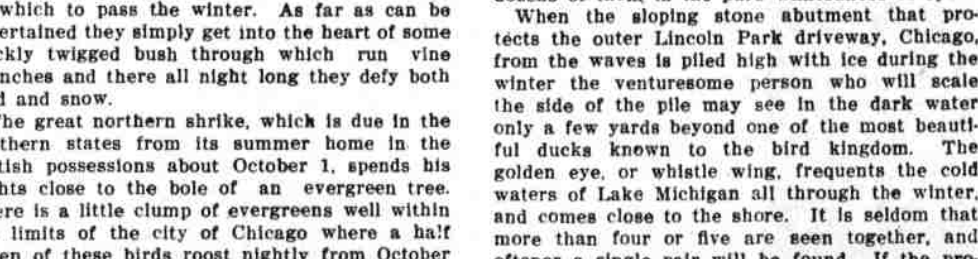 which to pass the winter. As far as can be
ertained they simply get into the heart of some
ckly twigged bush through which run vine
nches and there all night long they defy both
d and snow.
he great northern shrike, which is due in the
thern states from its summer home in the
tish possessions about October 1, spends his
hts close to the bole of an evergreen tree.
ere is a little clump of evergreens well within
limits of the city of Chicago where a half
en of these birds roost nightly from October
When the sloping stone abutment that pro-
tects the outer Lincoln Park driveway, Chicago,
from the waves is piled high with ice during the
winter the venturesome person who will scale
the side of the pile may see in the dark water
only a few yards beyond one of the most beauti-
ful ducks known to the bird kingdom. The
golden eye, or whistle wing, frequents the cold
waters of Lake Michigan all through the winter
and comes close to the shore. It is seldom that
more than four or five are seen together, and
oftener a single pair will be found. If the pro-